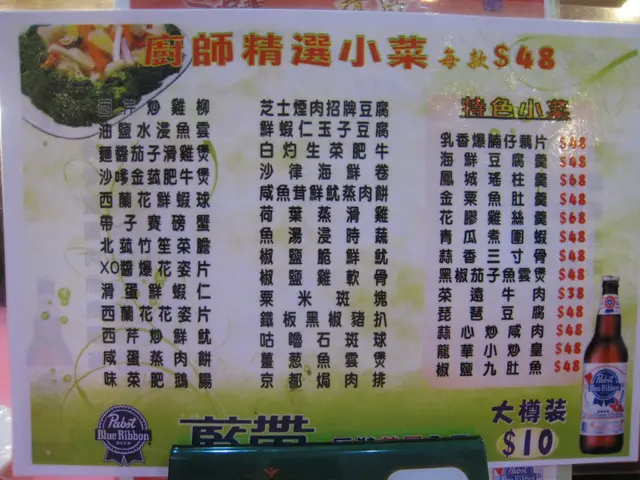 廚師精選小菜 每款 $48
西芹炒雞柳
油鹽水浸魚雲
麵醬茄子滑雞煲
沙嗲金菇肥牛煲
西蘭花鮮蝦球
帶子賽磅蟹
北菰竹笙菜膽
XO醬爆花姿片
滑蛋鮮蝦仁
西蘭花花姿片
西芹炒鮮魷
咸蛋蒸肉餅
味菜肥鵝腸
芝士煙肉招牌豆腐
鮮蝦仁玉子豆腐
白灼生菜肥牛
沙律海鮮卷
咸魚茸鮮魷蒸肉餅
荷葉蒸滑雞
魚湯浸時蔬
椒鹽脆鮮魷
椒鹽雞軟骨
粟米斑塊
鐵板黑椒豬扒
咕嚕石斑球
薑葱魚雲煲
京都焗肉排
特色小菜
乳香爆腩仔藕片 $68
海鮮豆腐羹 $48
鳳城瑤柱羹 $68
金粟魚肚羹 $48
花膠雞絲羹 $68
青瓜煮圍蝦 $48
蒜香三寸骨 $48
黑椒茄子魚雲煲 $48
菜遠牛肉 $38
琵琶豆腐 $48
蒜心炒咸肉 $48
龍華小炒皇 $48
椒鹽九肚魚 $48
Pabst
Blue Ribbon
藍帶
大樽裝
$10
Pabst
Blue Ribbon